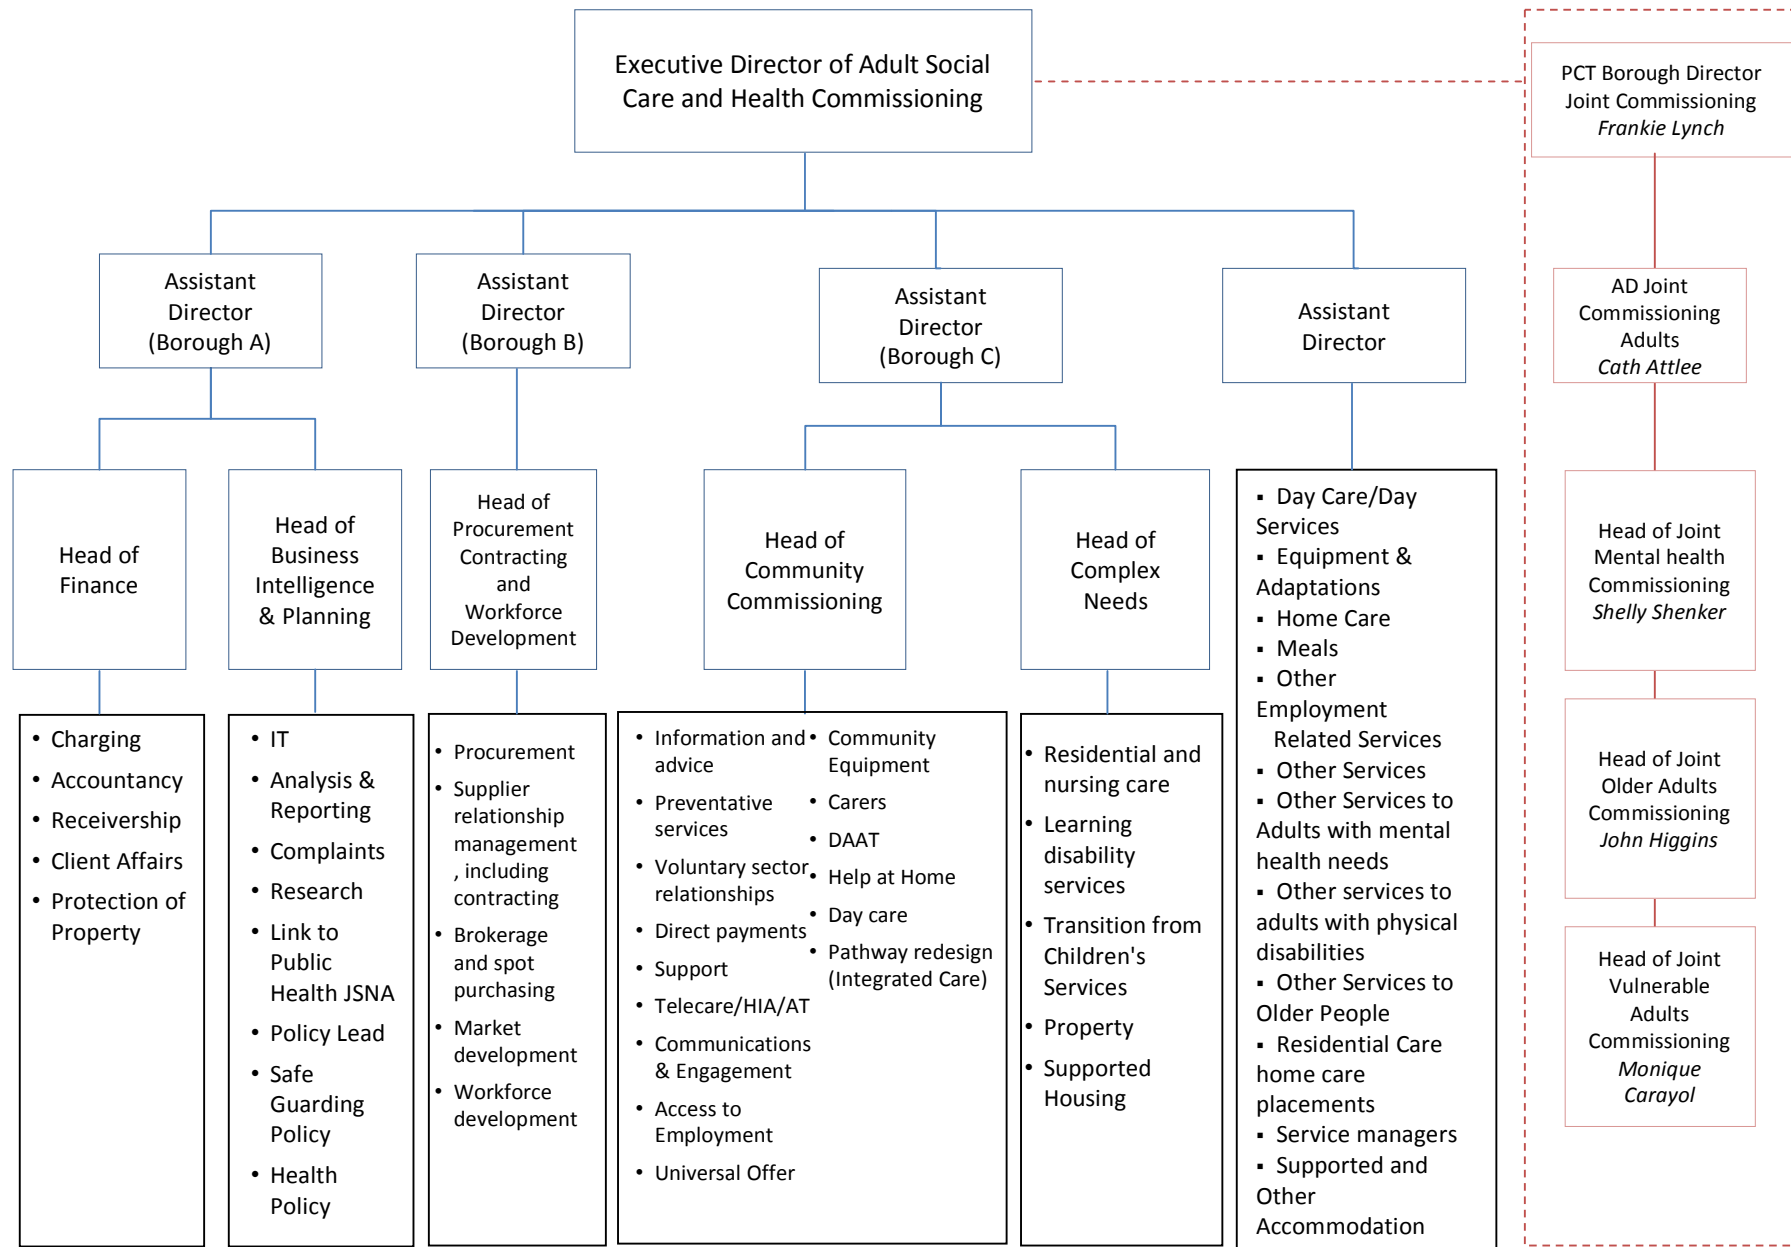 Executive Director of Adult Social
Care and Health Commissioning
PCT Borough Director
Joint Commissioning
Frankie Lynch
Assistant
Director
(Borough A)
Assistant
Director
(Borough B)
Assistant
Director
(Borough C)
Assistant
Director
AD Joint
Commissioning
Adults
Cath Attlee
Head of
Finance
Head of
Business
Intelligence
& Planning
Head of
Procurement
Contracting
and
Workforce
Development
Head of
Community
Commissioning
Head of
Complex
Needs
• Charging
• Accountancy
• Receivership
• Client Affairs
• Protection of
Property
• IT
• Analysis &
Reporting
• Complaints
• Research
• Link to
Public
Health JSNA
• Policy Lead
• Safe
Guarding
Policy
• Health
Policy
• Procurement
• Supplier
relationship
management
, including
contracting
• Brokerage
and spot
purchasing
• Market
development
• Workforce
development
• Information and
advice
• Preventative
services
• Voluntary sector
relationships
• Direct payments
• Support
• Telecare/HIA/AT
• Communications
& Engagement
• Access to
Employment
• Universal Offer
• Community
Equipment
• Carers
• DAAT
• Help at Home
• Day care
• Pathway redesign
(Integrated Care)
• Residential and
nursing care
• Learning
disability
services
• Transition from
Children's
Services
• Property
• Supported
Housing
▪ Day Care/Day
Services
▪ Equipment &
Adaptations
▪ Home Care
▪ Meals
▪ Other
Employment
Related Services
▪ Other Services
▪ Other Services to
Adults with mental
health needs
▪ Other services to
adults with physical
disabilities
▪ Other Services to
Older People
▪ Residential Care
home care
placements
▪ Service managers
▪ Supported and
Other
Accommodation
Head of Joint
Mental health
Commissioning
Shelly Shenker
Head of Joint
Older Adults
Commissioning
John Higgins
Head of Joint
Vulnerable
Adults
Commissioning
Monique
Carayol